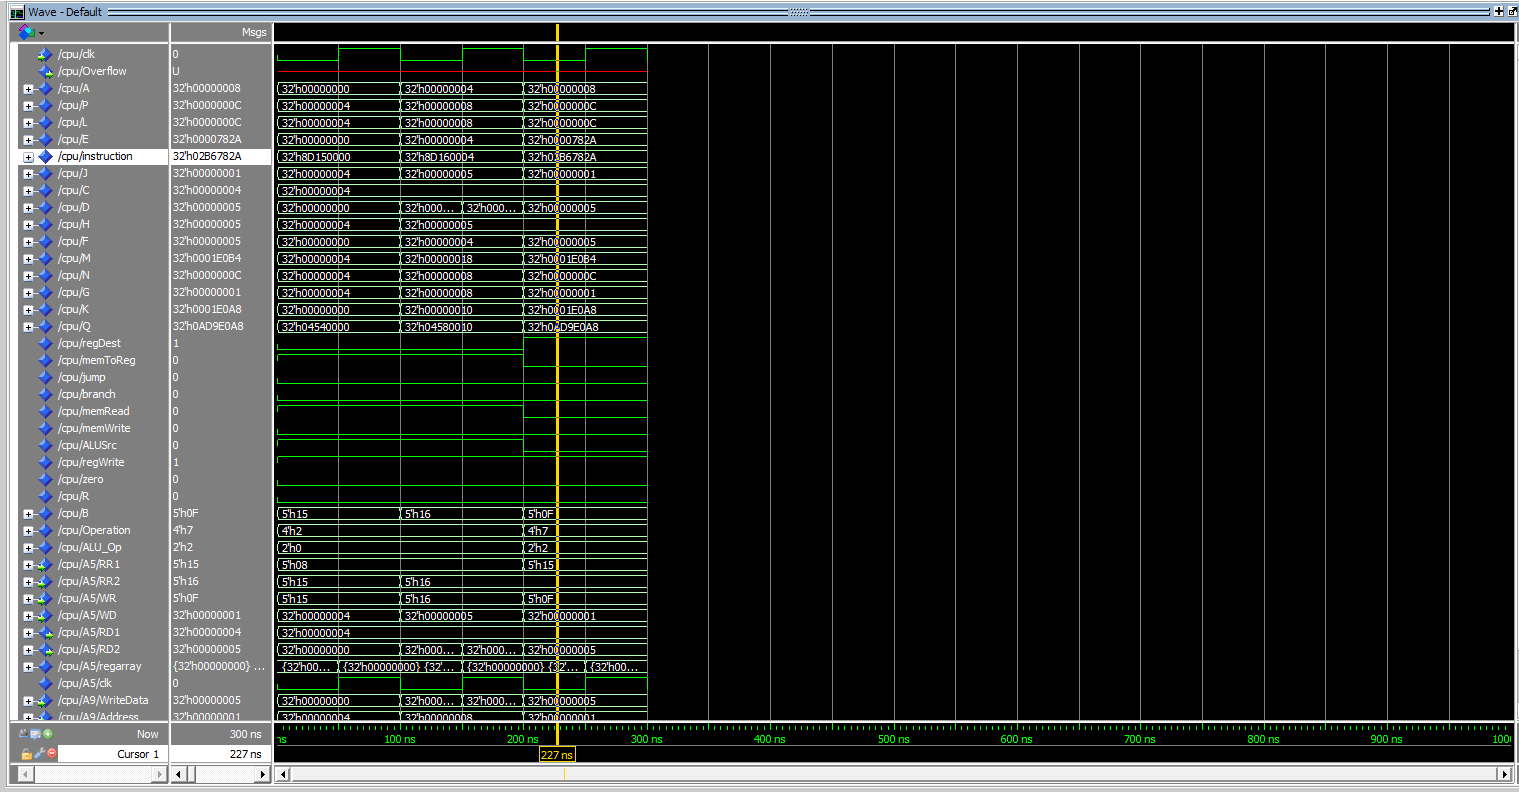 Wave - Default
Msgs
/cpu/clk 0
/cpu/Overflow U
/cpu/A 32'h00000008 32'h00000000 32'h00000004 32'h00000008
/cpu/P 32'h0000000C 32'h00000004 32'h00000008 32'h0000000C
/cpu/L 32'h0000000C 32'h00000004 32'h00000008 32'h0000000C
/cpu/E 32'h0000782A 32'h00000000 32'h00000004 32'h0000782A
/cpu/instruction 32'h02B6782A 32'h8D150000 32'h8D160004 32'h02B6782A
/cpu/J 32'h00000001 32'h00000004 32'h00000005 32'h00000001
/cpu/C 32'h00000004 32'h00000004
/cpu/D 32'h00000005 32'h00000000 32'h000... 32'h000... 32'h00000005
/cpu/H 32'h00000005 32'h00000004 32'h00000005
/cpu/F 32'h00000005 32'h00000000 32'h00000004 32'h00000005
/cpu/M 32'h0001E0B4 32'h00000004 32'h00000018 32'h0001E0B4
/cpu/N 32'h0000000C 32'h00000004 32'h00000008 32'h0000000C
/cpu/G 32'h00000001 32'h00000004 32'h00000008 32'h00000001
/cpu/K 32'h0001E0A8 32'h00000000 32'h00000010 32'h0001E0A8
/cpu/Q 32'h0AD9E0A8 32'h04540000 32'h04580010 32'h0AD9E0A8
/cpu/regDest 1
/cpu/memToReg 0
/cpu/jump 0
/cpu/branch 0
/cpu/memRead 0
/cpu/memWrite 0
/cpu/ALUSrc 0
/cpu/regWrite 1
/cpu/zero 0
/cpu/R 0
/cpu/B 5'h0F 5'h15 5'h16 5'h0F
/cpu/Operation 4'h7 4'h2 4'h7
/cpu/ALU_Op 2'h2 2'h0 2'h2
/cpu/A5/RR1 5'h15 5'h08 5'h15
/cpu/A5/RR2 5'h16 5'h15 5'h16
/cpu/A5/WR 5'h0F 5'h15 5'h16 5'h0F
/cpu/A5/WD 32'h00000001 32'h00000004 32'h00000005 32'h00000001
/cpu/A5/RD1 32'h00000004 32'h00000004
/cpu/A5/RD2 32'h00000005 32'h00000000 32'h000... 32'h000... 32'h00000005
/cpu/A5/regarray {32'h00000000} ... {32'h00... {32'h00000000} {32'... {32'h00000000} {32'... {32'h00...
/cpu/A5/clk 0
/cpu/A9/WriteData 32'h00000005 32'h00000000 32'h000... 32'h000... 32'h00000005
/cpu/A9/Address 32'h00000001 32'h00000004 32'h00000008 32'h00000001
Now 300 ns ns 100 ns 200 ns 300 ns 400 ns 500 ns 600 ns 700 ns 800 ns 900 ns 100
Cursor 1 227 ns 227 ns